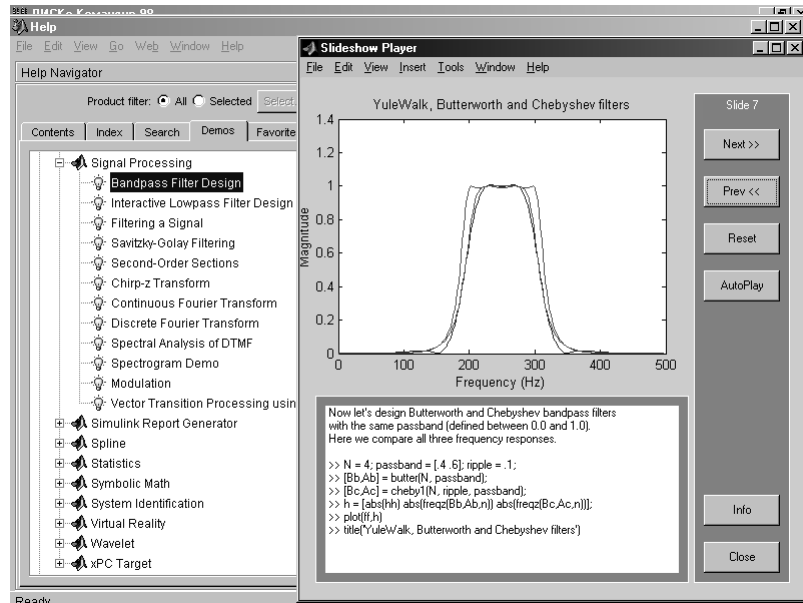 Help
File Edit View Go Web Window Help
Help Navigator
Product filter: All Selected Select
Contents Index Search Demos Favorite
Signal Processing
Bandpass Filter Design
Interactive Lowpass Filter Design
Filtering a Signal
Savitzky-Golay Filtering
Second-Order Sections
Chirp-z Transform
Continuous Fourier Transform
Discrete Fourier Transform
Spectral Analysis of DTMF
Spectrogram Demo
Modulation
Vector Transition Processing usin
Simulink Report Generator
Spline
Statistics
Symbolic Math
System Identification
Virtual Reality
Wavelet
xPC Target
Ready
Slideshow Player
File Edit View Insert Tools Window Help
YuleWalk, Butterworth and Chebyshev filters
1.4
1.2
1
0.8
0.6
0.4
0.2
0
Magnitude
0 100 200 300 400 500
Frequency (Hz)
Now let's design Butterworth and Chebyshev bandpass filters
with the same passband (defined between 0.0 and 1.0).
Here we compare all three frequency responses.
>> N = 4; passband = [.4 .6]; ripple = .1;
>> [Bb,Ab] = butter(N, passband);
>> [Bc,Ac] = cheby1(N, ripple, passband);
>> h = [abs(hh) abs(freqz(Bb,Ab,n)) abs(freqz(Bc,Ac,n))];
>> plot(ff,h)
>> title('YuleWalk, Butterworth and Chebyshev filters')
Slide 7
Next >>
Prev <<
Reset
AutoPlay
Info
Close